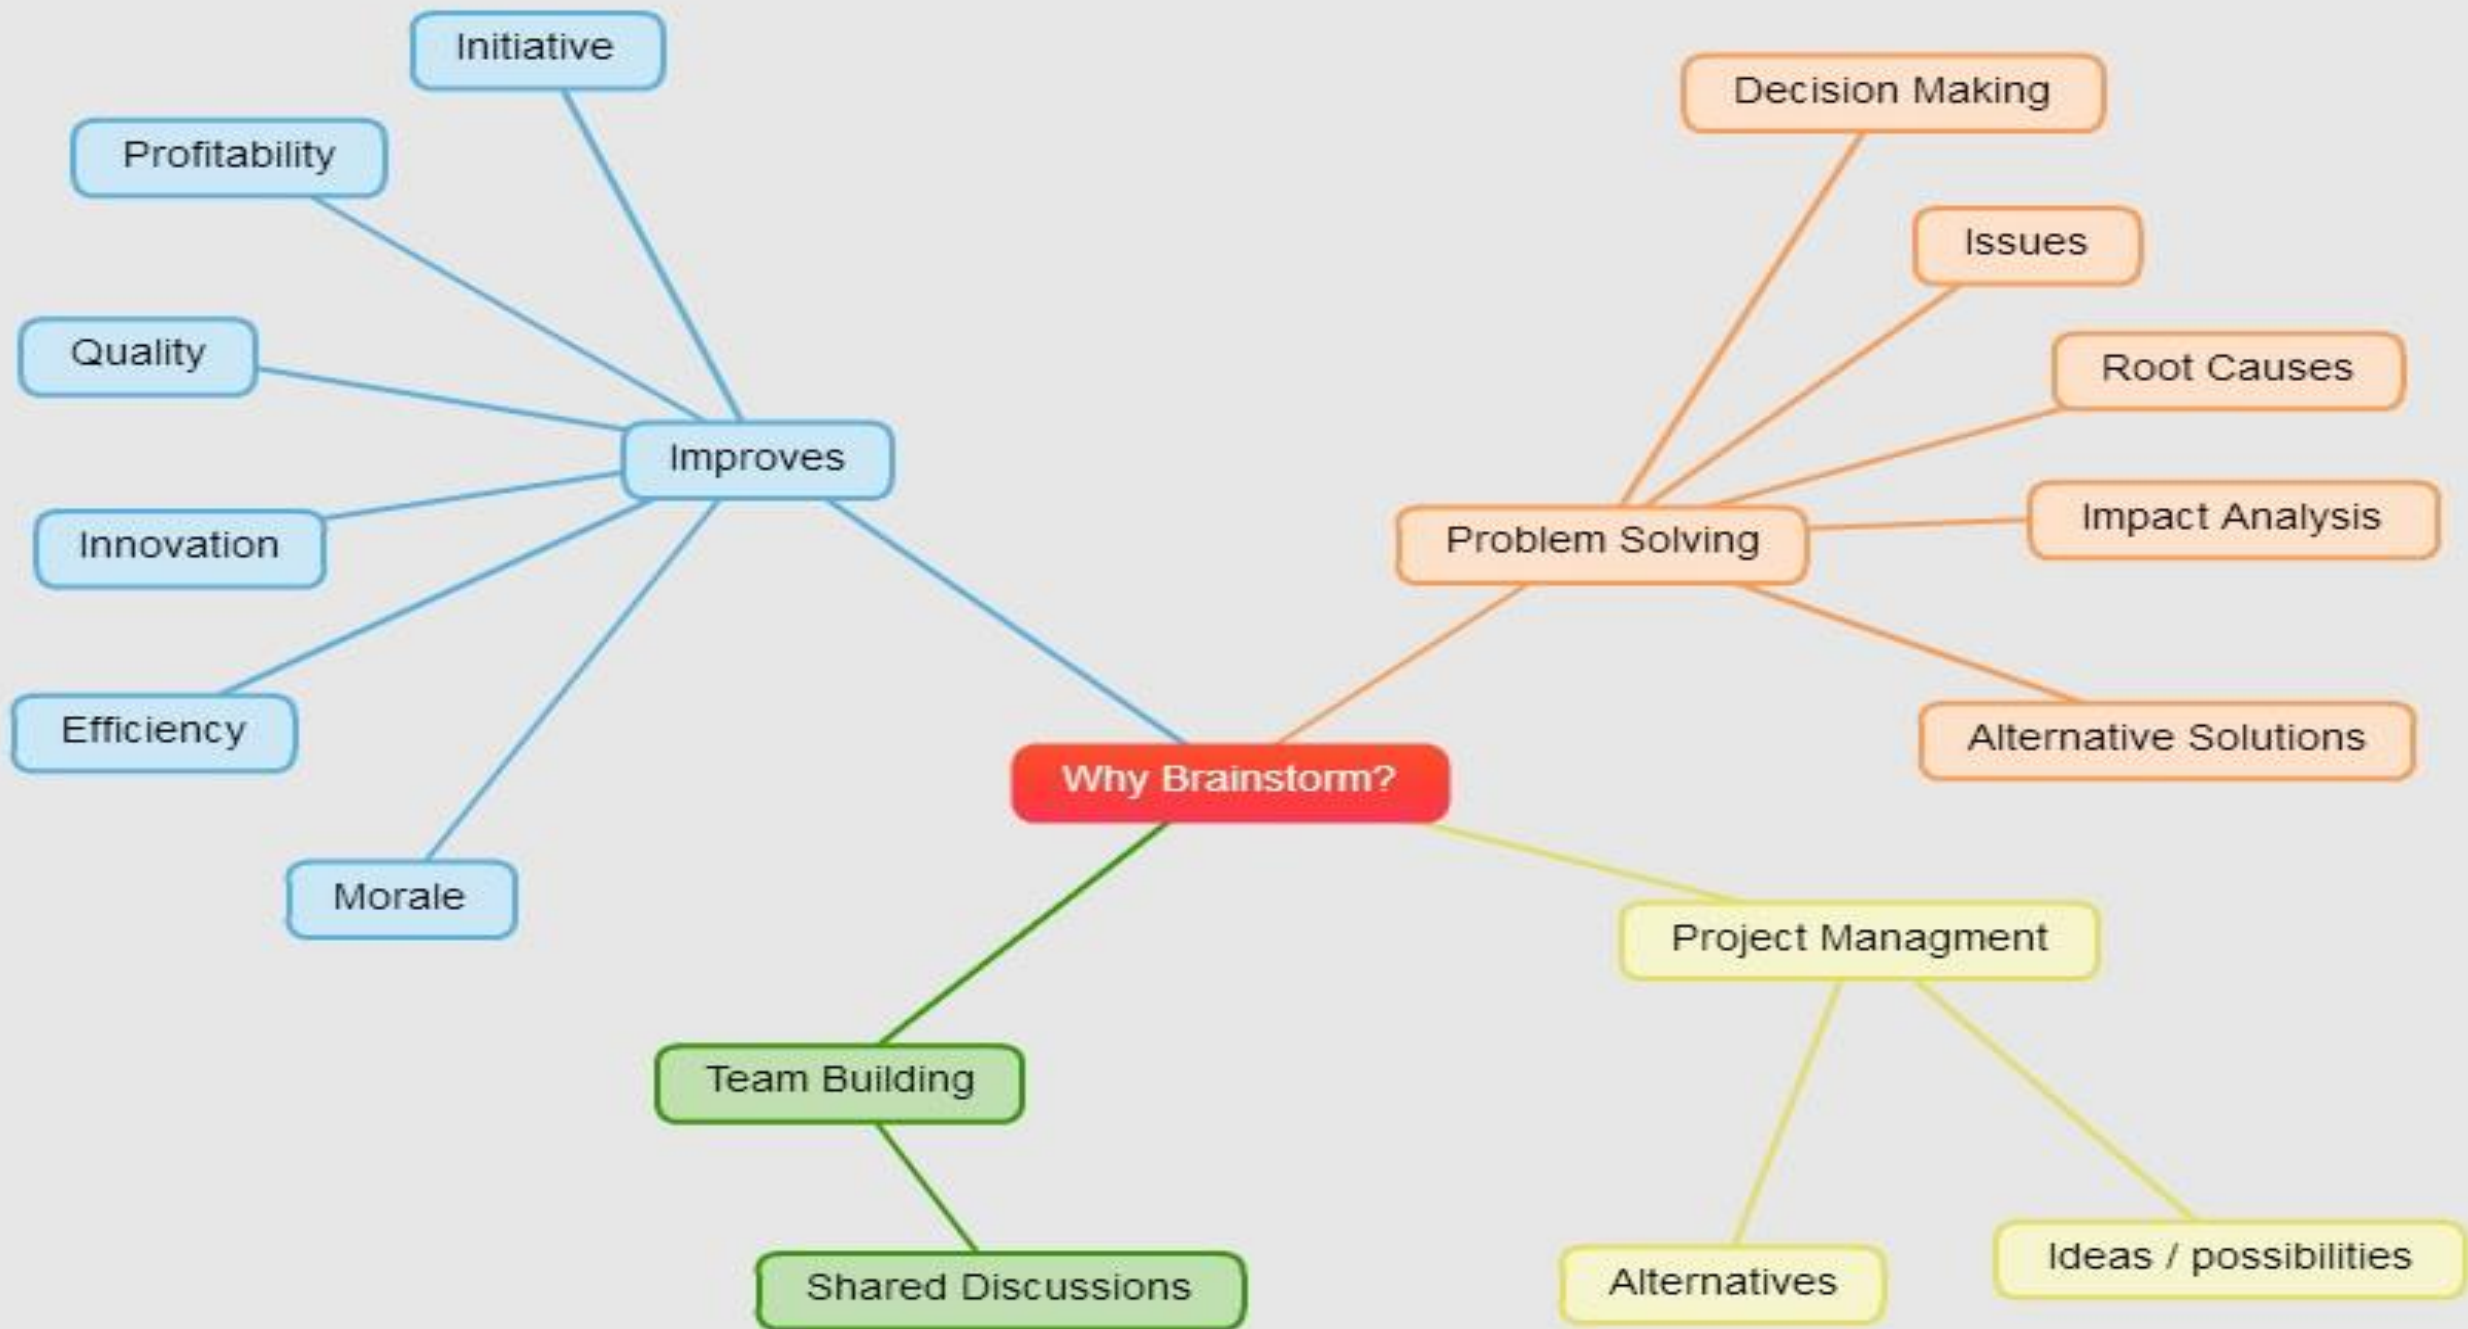 Initiative
Profitability
Quality
Improves
Innovation
Efficiency
Morale
Decision Making
Issues
Root Causes
Impact Analysis
Problem Solving
Alternative Solutions
Why Brainstorm?
Project Managment
Alternatives
Ideas / possibilities
Team Building
Shared Discussions